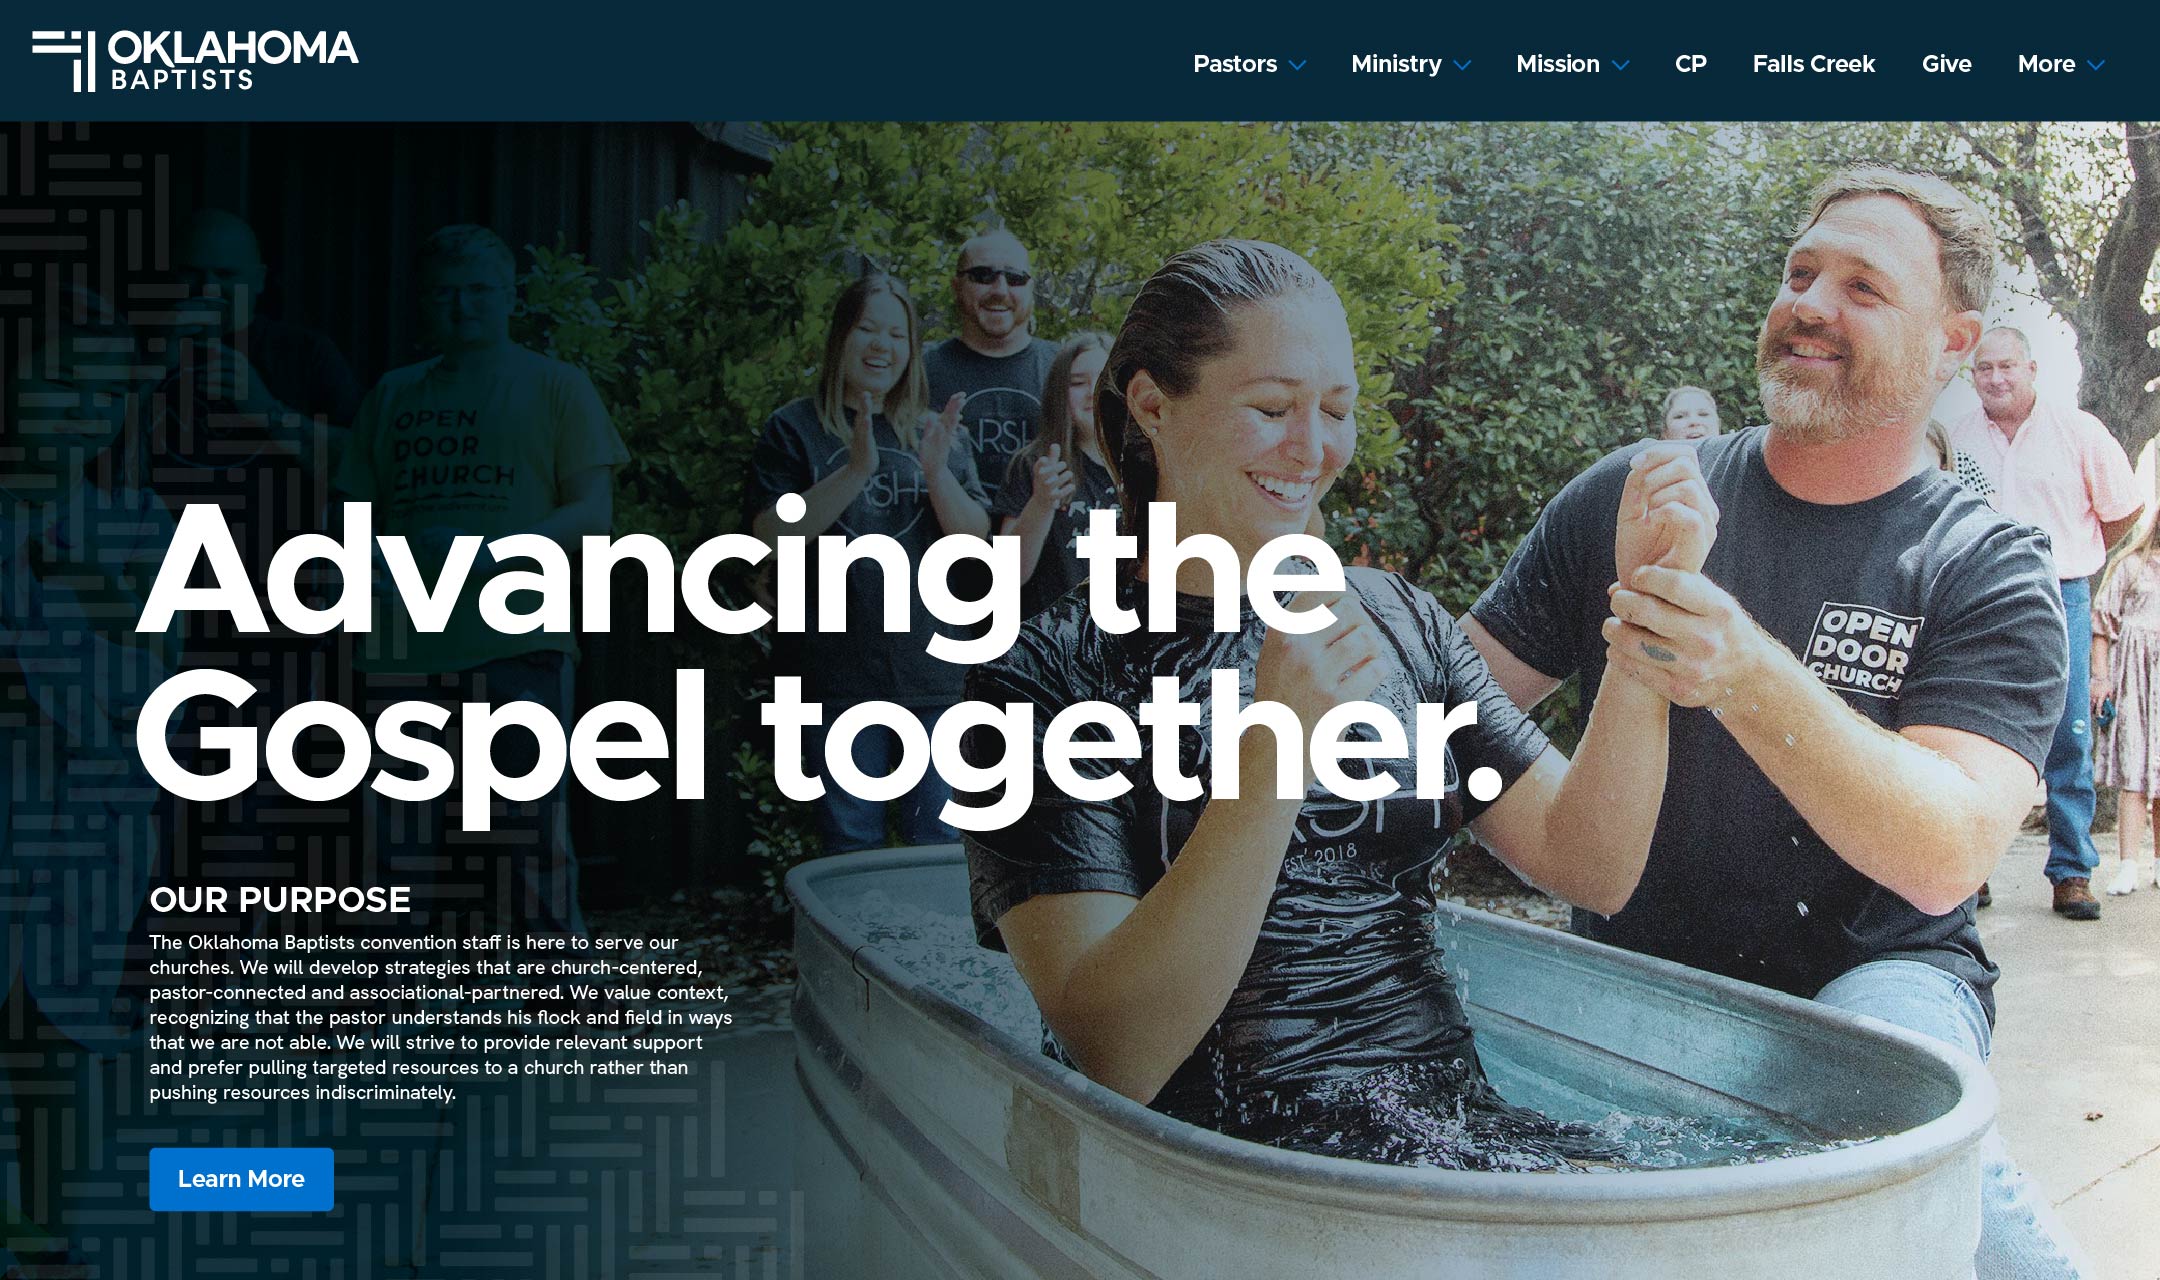 OKLAHOMA
BAPTISTS
Pastors
Ministry
Mission
CP
Falls Creek
Give
More
OPEN
DOOR
CHURCH
Advancing the
Gospel together.
OPEN
DOOR
CHURCH
EST. 2018
OUR PURPOSE
The Oklahoma Baptists convention staff is here to serve our
churches. We will develop strategies that are church-centered,
pastor-connected and associational-partnered. We value context,
recognizing that the pastor understands his flock and field in ways
that we are not able. We will strive to provide relevant support
and prefer pulling targeted resources to a church rather than
pushing resources indiscriminately.
Learn More